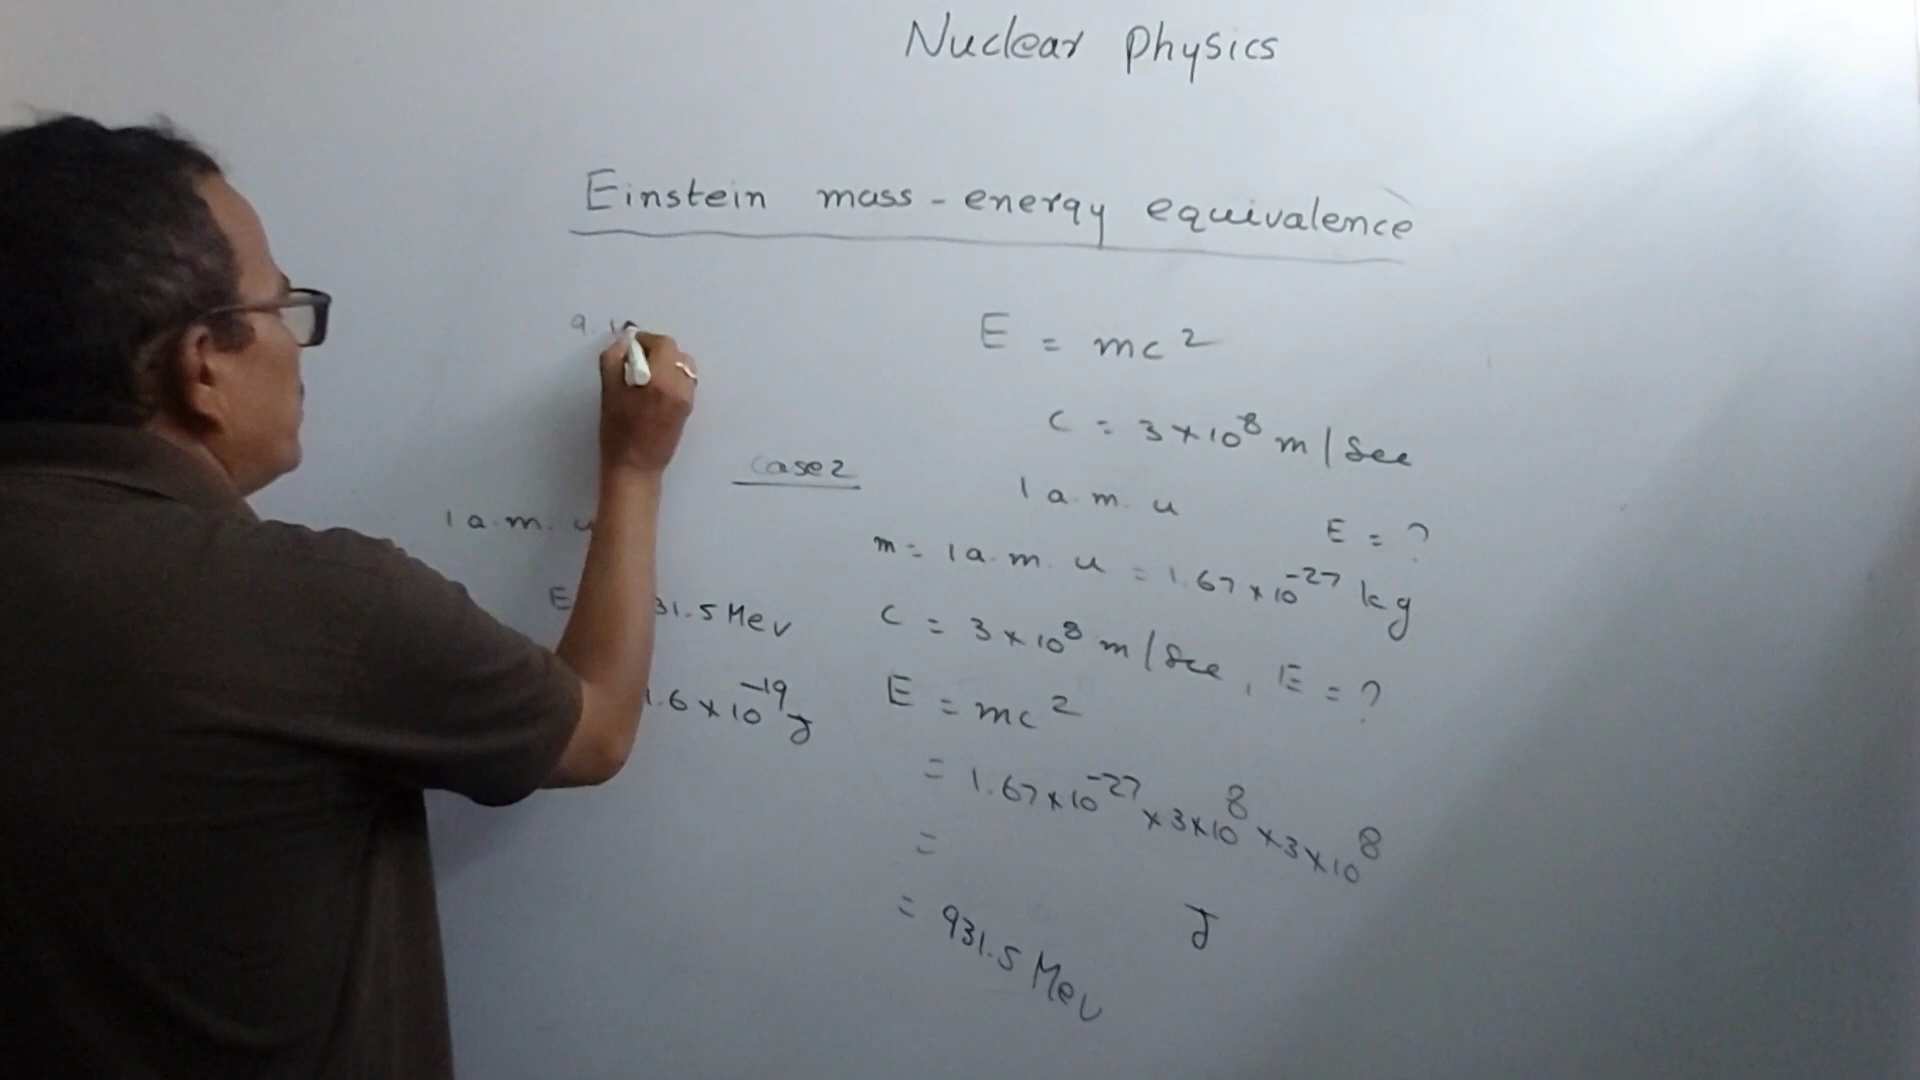 Nuclear Physics
Einstein mass-energy equivalence
9.1
E = mc²
C = 3×10⁸ m/Sec
case 2
1 a.m.u
1 a.m.u E = ?
m = 1 a.m.u = 1.67×10⁻²⁷ kg
E 31.5 Mev
C = 3×10⁸ m/Sec, E = ?
1.6×10⁻¹⁹ J
E = mc²
= 1.67×10⁻²⁷ ×3×10⁸ ×3×10⁸
=
J
= 931.5 Mev